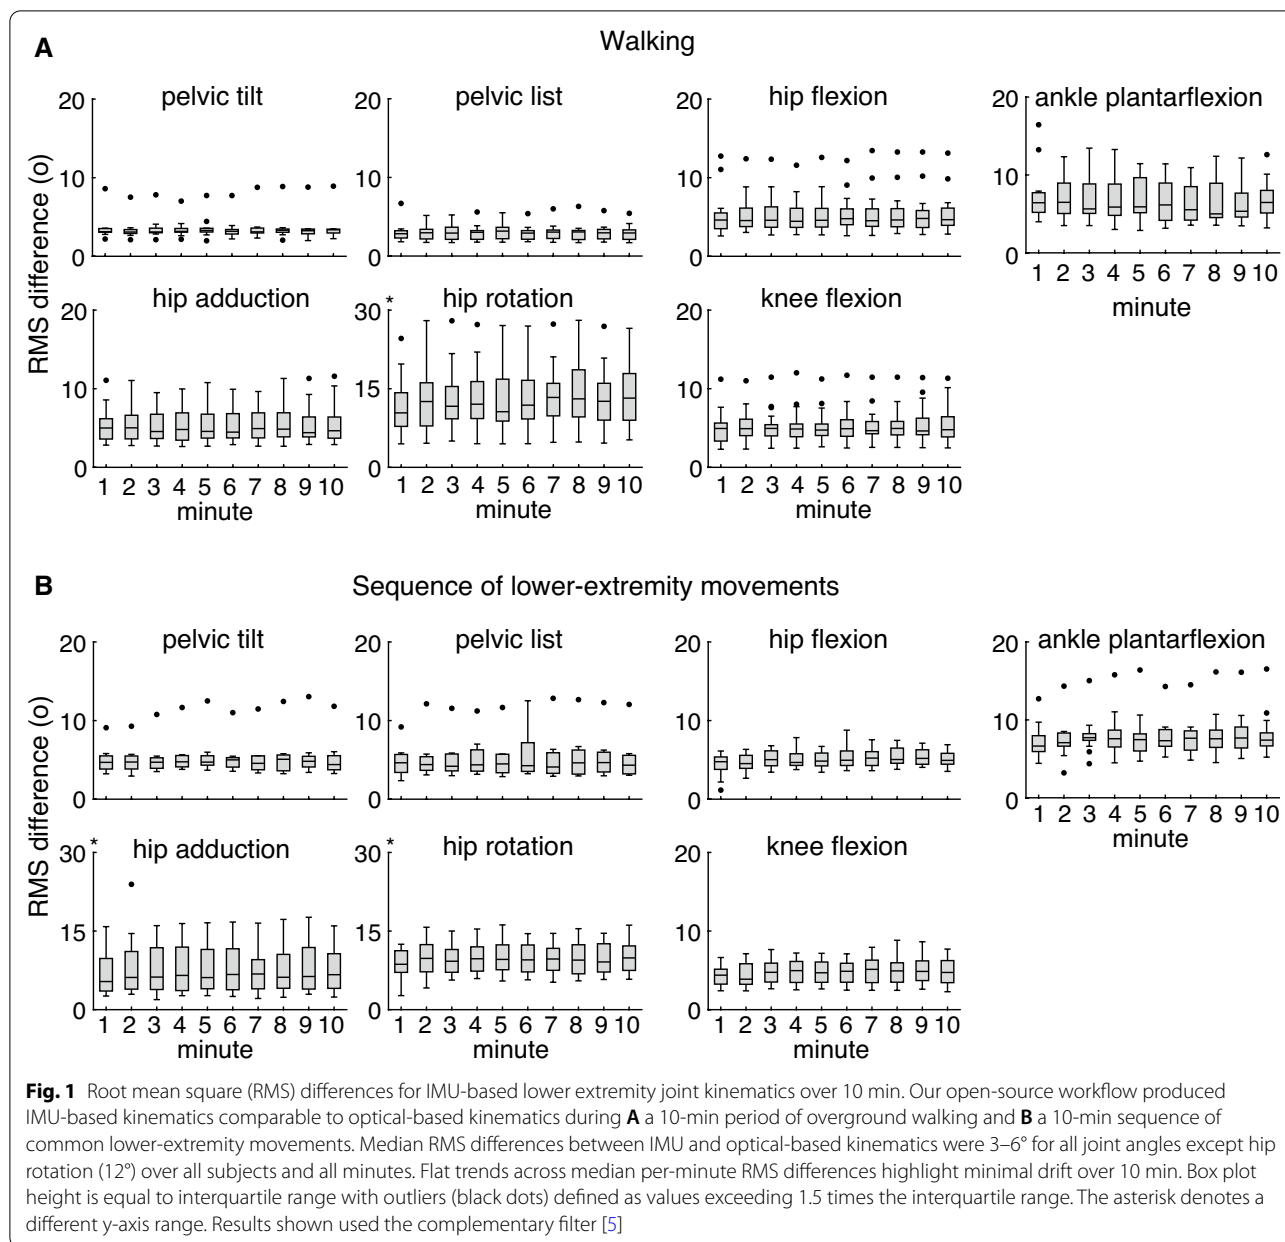 A
Walking
pelvic tilt
pelvic list
hip flexion
ankle plantarflexion
RMS difference (o)
20
10
0
20
10
0
20
10
0
20
10
0
1 2 3 4 5 6 7 8 9 10
minute
hip adduction
hip rotation
knee flexion
20
10
0
30
*
15
0
20
10
0
1 2 3 4 5 6 7 8 9 10
1 2 3 4 5 6 7 8 9 10
1 2 3 4 5 6 7 8 9 10
minute
minute
minute
B
Sequence of lower-extremity movements
pelvic tilt
pelvic list
hip flexion
ankle plantarflexion
RMS difference (o)
20
10
0
20
10
0
20
10
0
20
10
0
1 2 3 4 5 6 7 8 9 10
minute
hip adduction
hip rotation
knee flexion
30
*
15
0
30
*
15
0
20
10
0
1 2 3 4 5 6 7 8 9 10
1 2 3 4 5 6 7 8 9 10
1 2 3 4 5 6 7 8 9 10
minute
minute
minute
Fig. 1 Root mean square (RMS) differences for IMU-based lower extremity joint kinematics over 10 min. Our open-source workflow produced
IMU-based kinematics comparable to optical-based kinematics during A a 10-min period of overground walking and B a 10-min sequence of
common lower-extremity movements. Median RMS differences between IMU and optical-based kinematics were 3–6° for all joint angles except hip
rotation (12°) over all subjects and all minutes. Flat trends across median per-minute RMS differences highlight minimal drift over 10 min. Box plot
height is equal to interquartile range with outliers (black dots) defined as values exceeding 1.5 times the interquartile range. The asterisk denotes a
different y-axis range. Results shown used the complementary filter [5]